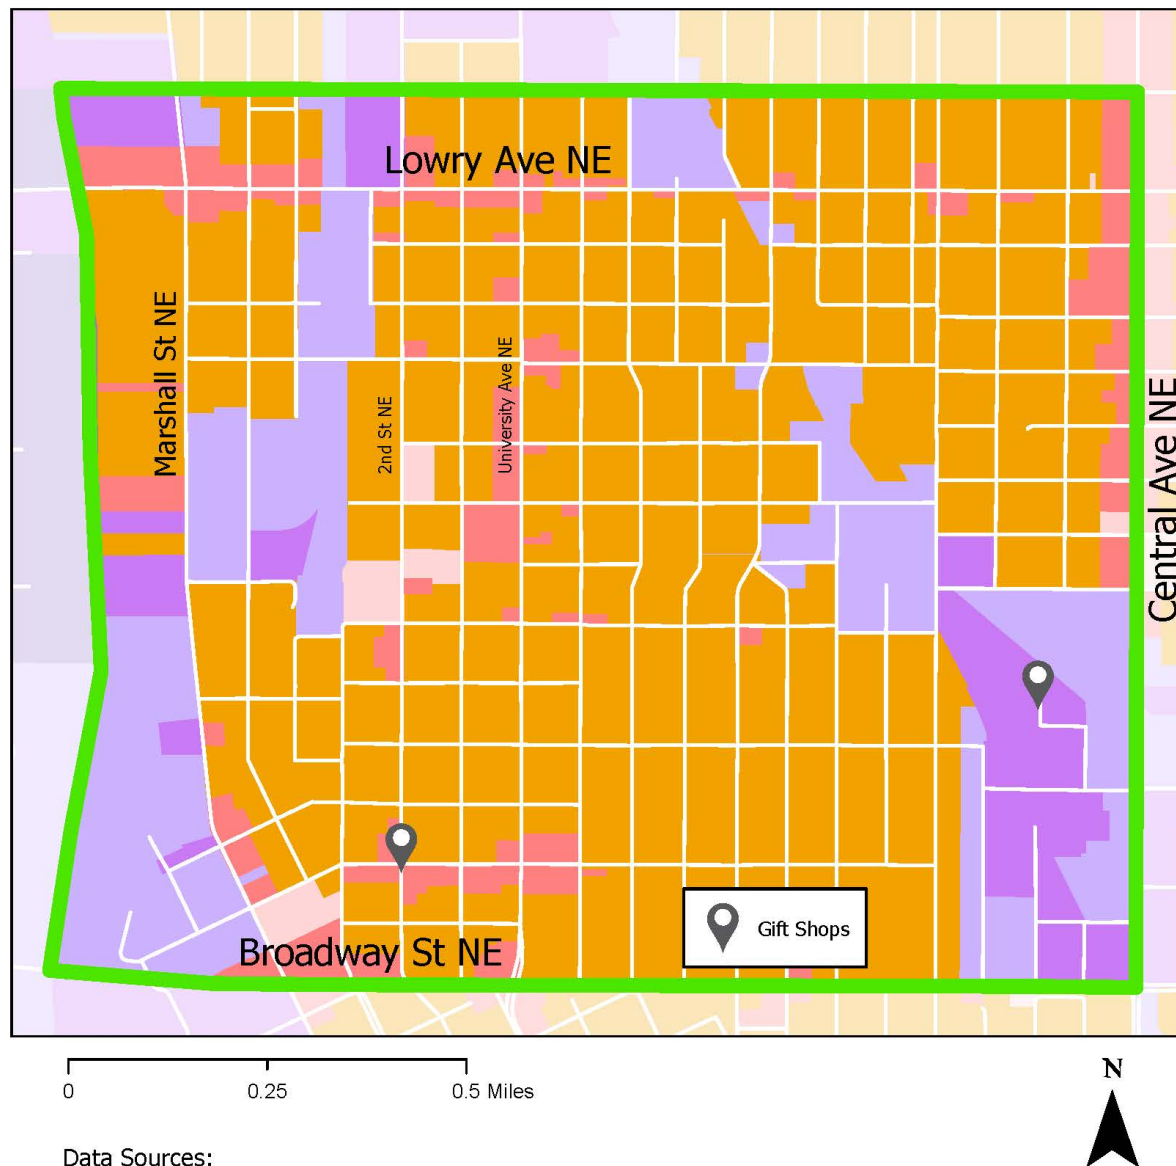 Lowry Ave NE
Marshall St NE
2nd St NE
University Ave NE
Central Ave NE
Gift Shops
Broadway St NE
0 0.25 0.5 Miles
N
Data Sources: